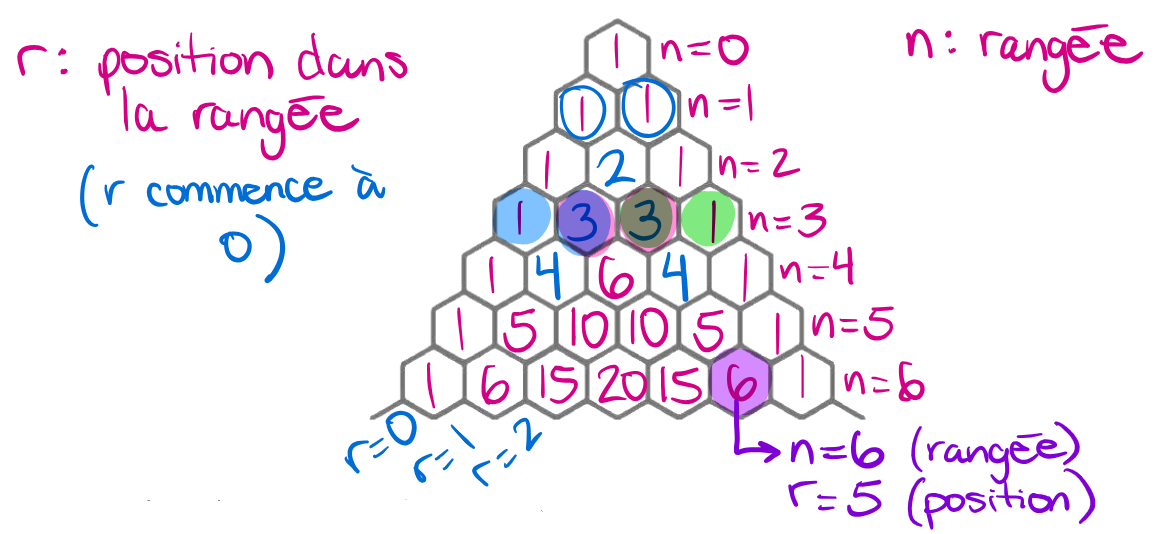 r: position dans
la rangée
(r commence à
0)
n: rangée
1 n=0
1 1 n=1
1 2 1 n=2
1 3 3 1 n=3
1 4 6 4 1 n=4
1 5 10 10 5 1 n=5
1 6 15 20 15 6 1 n=6
r=0 r=1 r=2
n=6 (rangée)
r=5 (position)